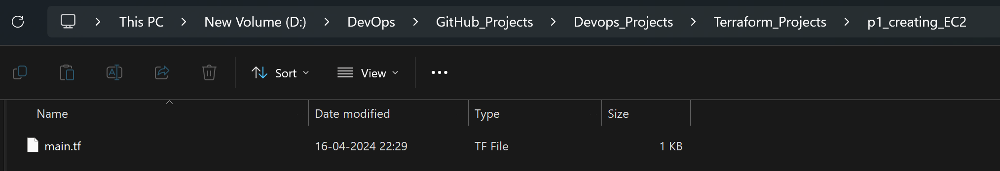 This PC > New Volume (D:) > DevOps > GitHub_Projects > Devops_Projects > Terraform_Projects > p1_creating_EC2
Sort View
Name Date modified Type Size
main.tf 16-04-2024 22:29 TF File 1 KB